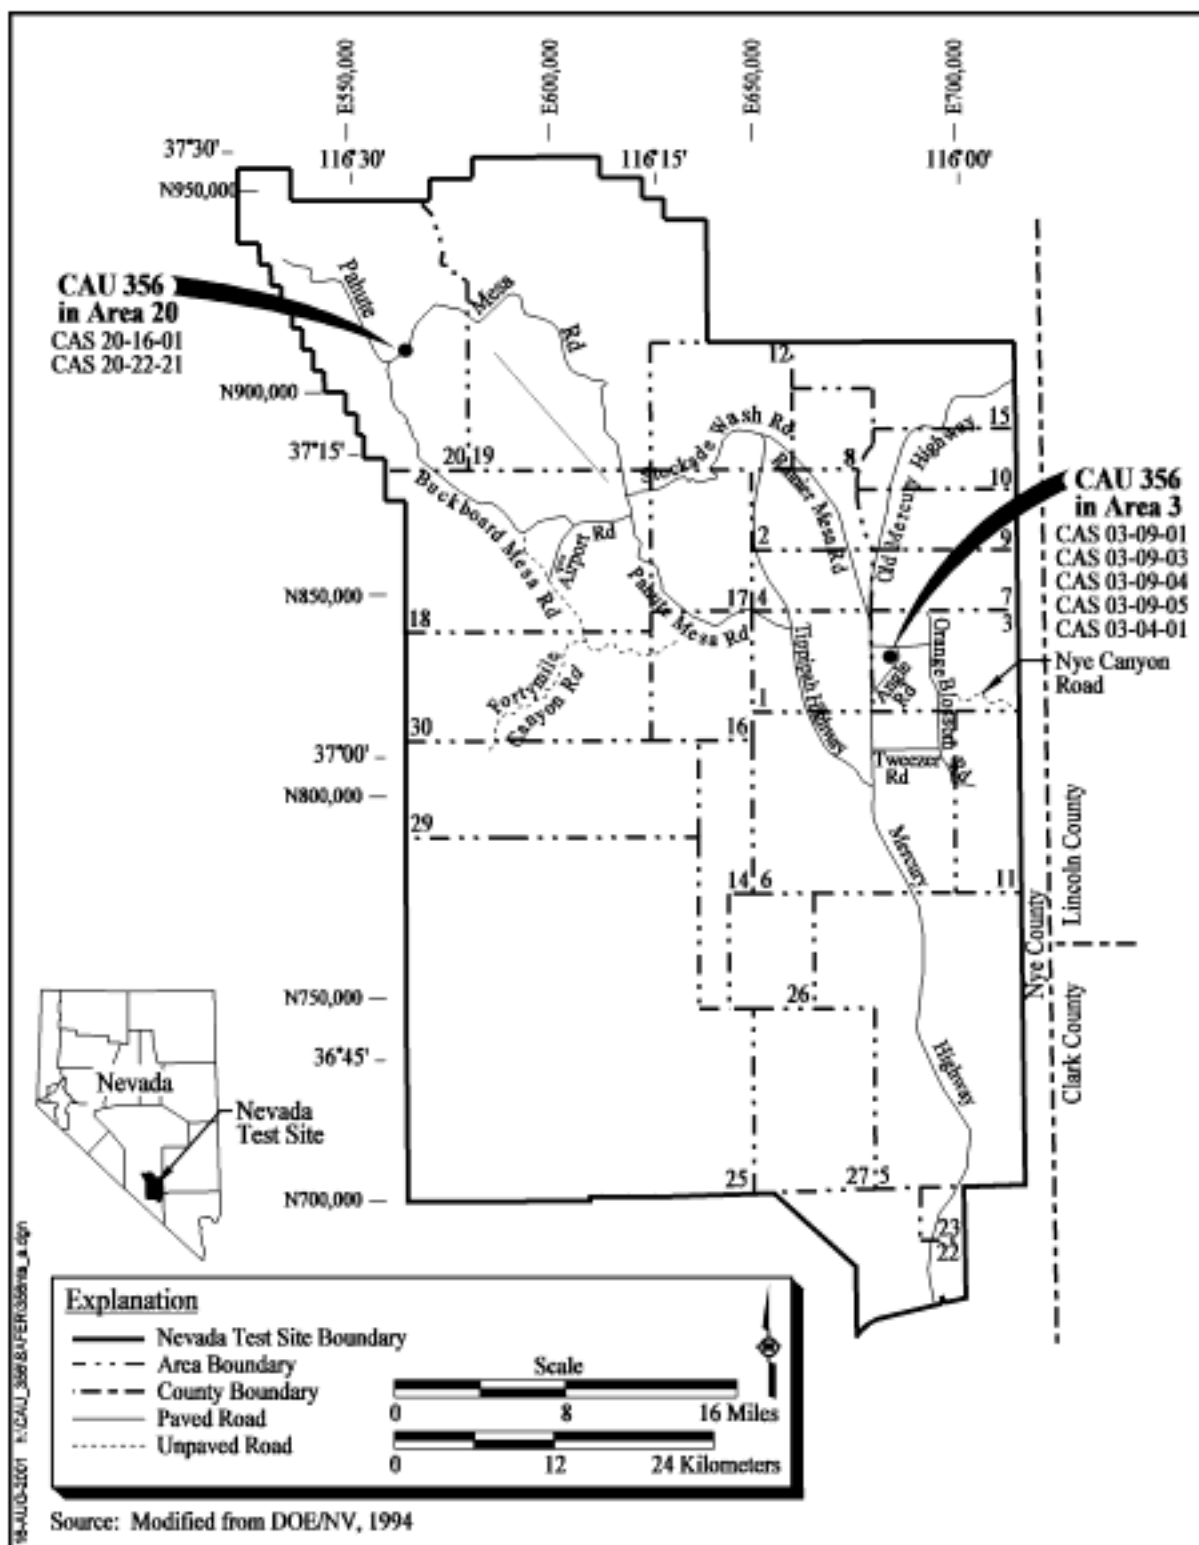 E550,000
E600,000
E650,000
E700,000
37°30'
116°30'
116°15'
116°00'
N950,000
Pahute
Mesa
Rd
CAU 356
in Area 20
CAS 20-16-01
CAS 20-22-21
12
N900,000
Stockade Wash Rd
Old Mercury Highway
15
37°15'
20
19
8
Rainier Mesa Rd
10
CAU 356
in Area 3
CAS 03-09-01
CAS 03-09-03
CAS 03-09-04
CAS 03-09-05
CAS 03-04-01
Buckboard Mesa Rd
Airport Rd
2
9
N850,000
Pahute Mesa Rd
17
4
7
18
3
Tippipah Highway
Orange Blossom Rd
Angle Rd
Nye Canyon
Road
Fortymile
Canyon Rd
1
30
16
37°00'
Tweezer
Rd
N800,000
29
Mercury
14
6
11
Lincoln County
Nye County
Clark County
N750,000
26
36°45'
Highway
Nevada
Nevada
Test Site
25
27
5
N700,000
23
22
Explanation
Nevada Test Site Boundary
Area Boundary
County Boundary
Paved Road
Unpaved Road
Scale
0 8 16 Miles
0 12 24 Kilometers
Source: Modified from DOE/NV, 1994
16-AUG-2001